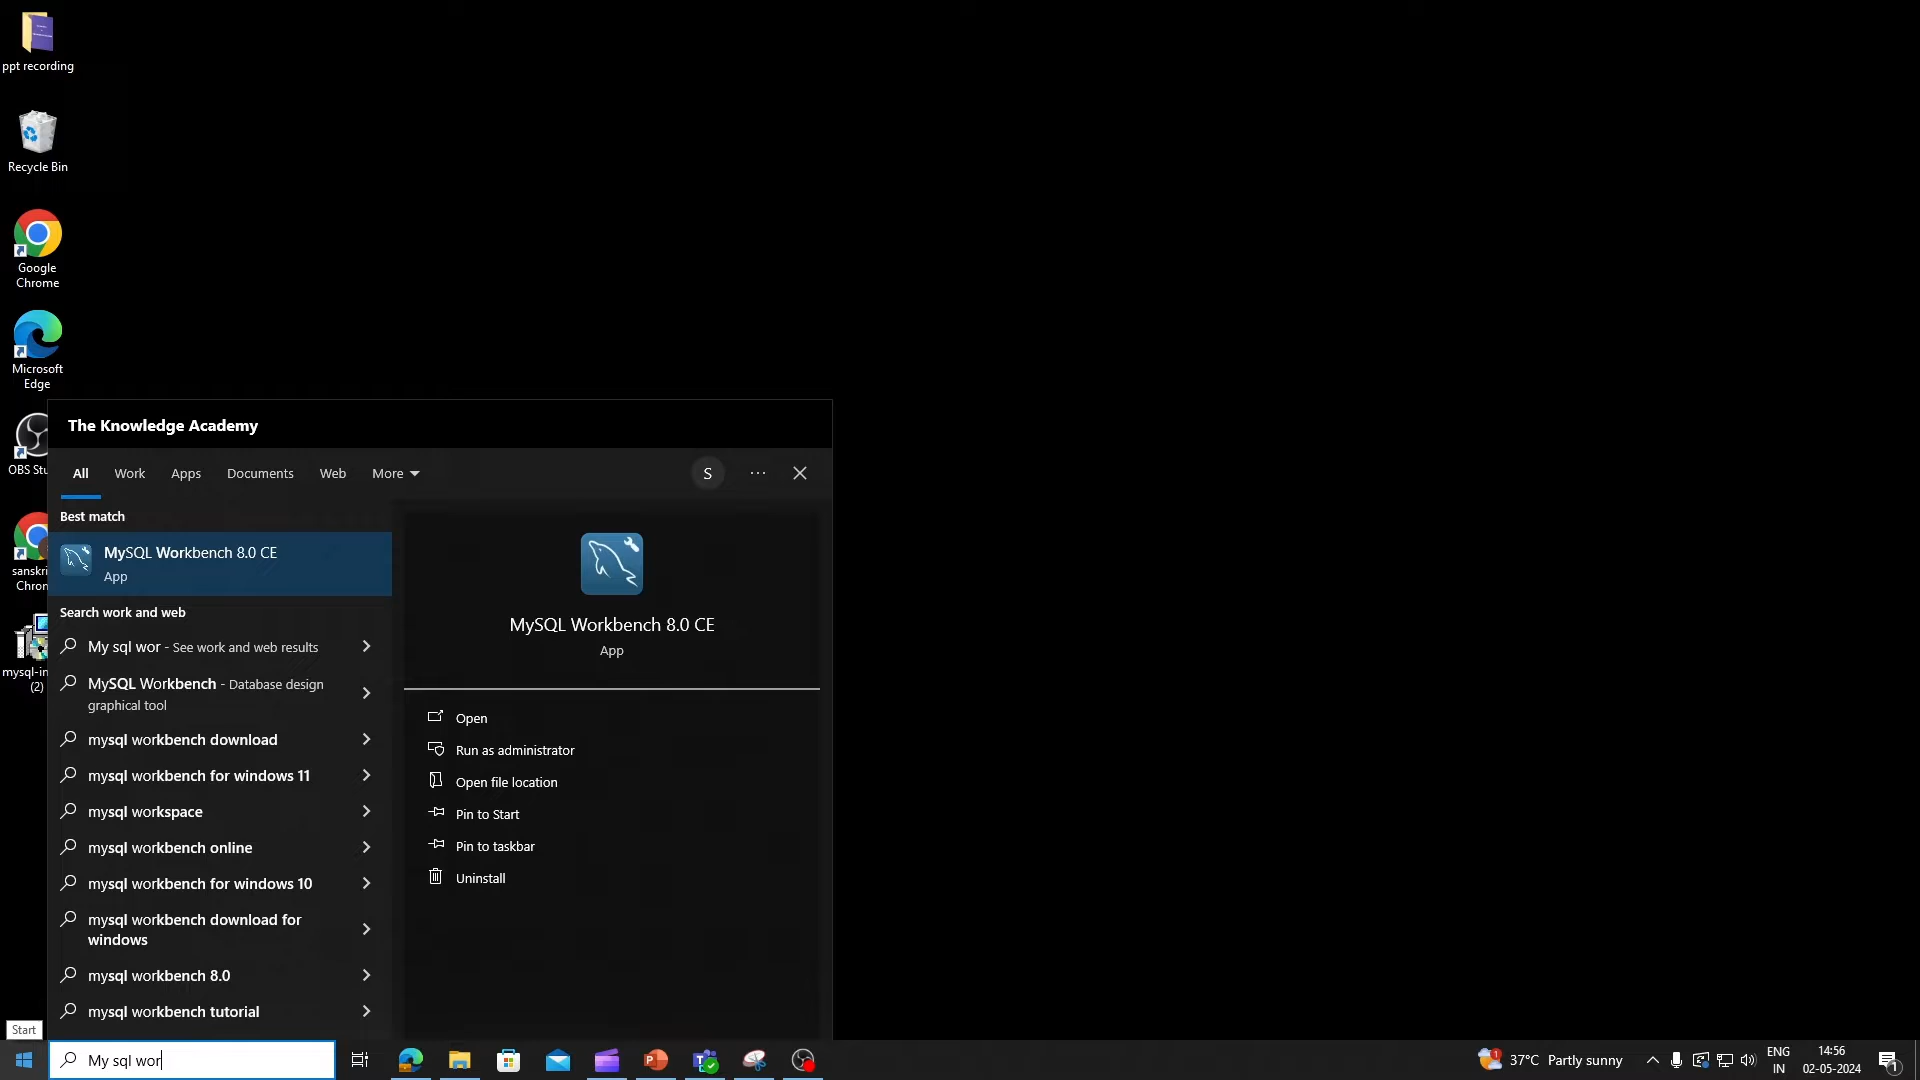 ppt recording
Recycle Bin
Google
Chrome
Microsoft
Edge
OBS Stu
sanskri
Chron
mysql-in
(2)
The Knowledge Academy
All Work Apps Documents Web More S ...
Best match
MySQL Workbench 8.0 CE
App
Search work and web
My sql wor - See work and web results
MySQL Workbench - Database design
graphical tool
mysql workbench download
mysql workbench for windows 11
mysql workspace
mysql workbench online
mysql workbench for windows 10
mysql workbench download for
windows
mysql workbench 8.0
mysql workbench tutorial
MySQL Workbench 8.0 CE
App
Open
Run as administrator
Open file location
Pin to Start
Pin to taskbar
Uninstall
Start
My sql wor
1
37°C Partly sunny
ENG
IN
14:56
02-05-2024
1